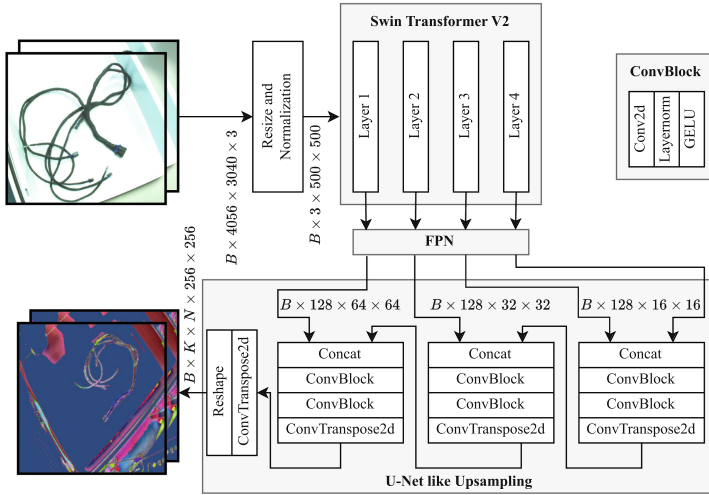 Swin Transformer V2
Resize and
Normalization
Layer 1
Layer 2
Layer 3
Layer 4
ConvBlock
Conv2d
Layernorm
GELU
B × 4056 × 3040 × 3
B × 3 × 500 × 500
FPN
B × K × N × 256 × 256
B × 128 × 64 × 64
B × 128 × 32 × 32
B × 128 × 16 × 16
Reshape
ConvTranspose2d
Concat
ConvBlock
ConvBlock
ConvTranspose2d
Concat
ConvBlock
ConvBlock
ConvTranspose2d
Concat
ConvBlock
ConvBlock
ConvTranspose2d
U-Net like Upsampling